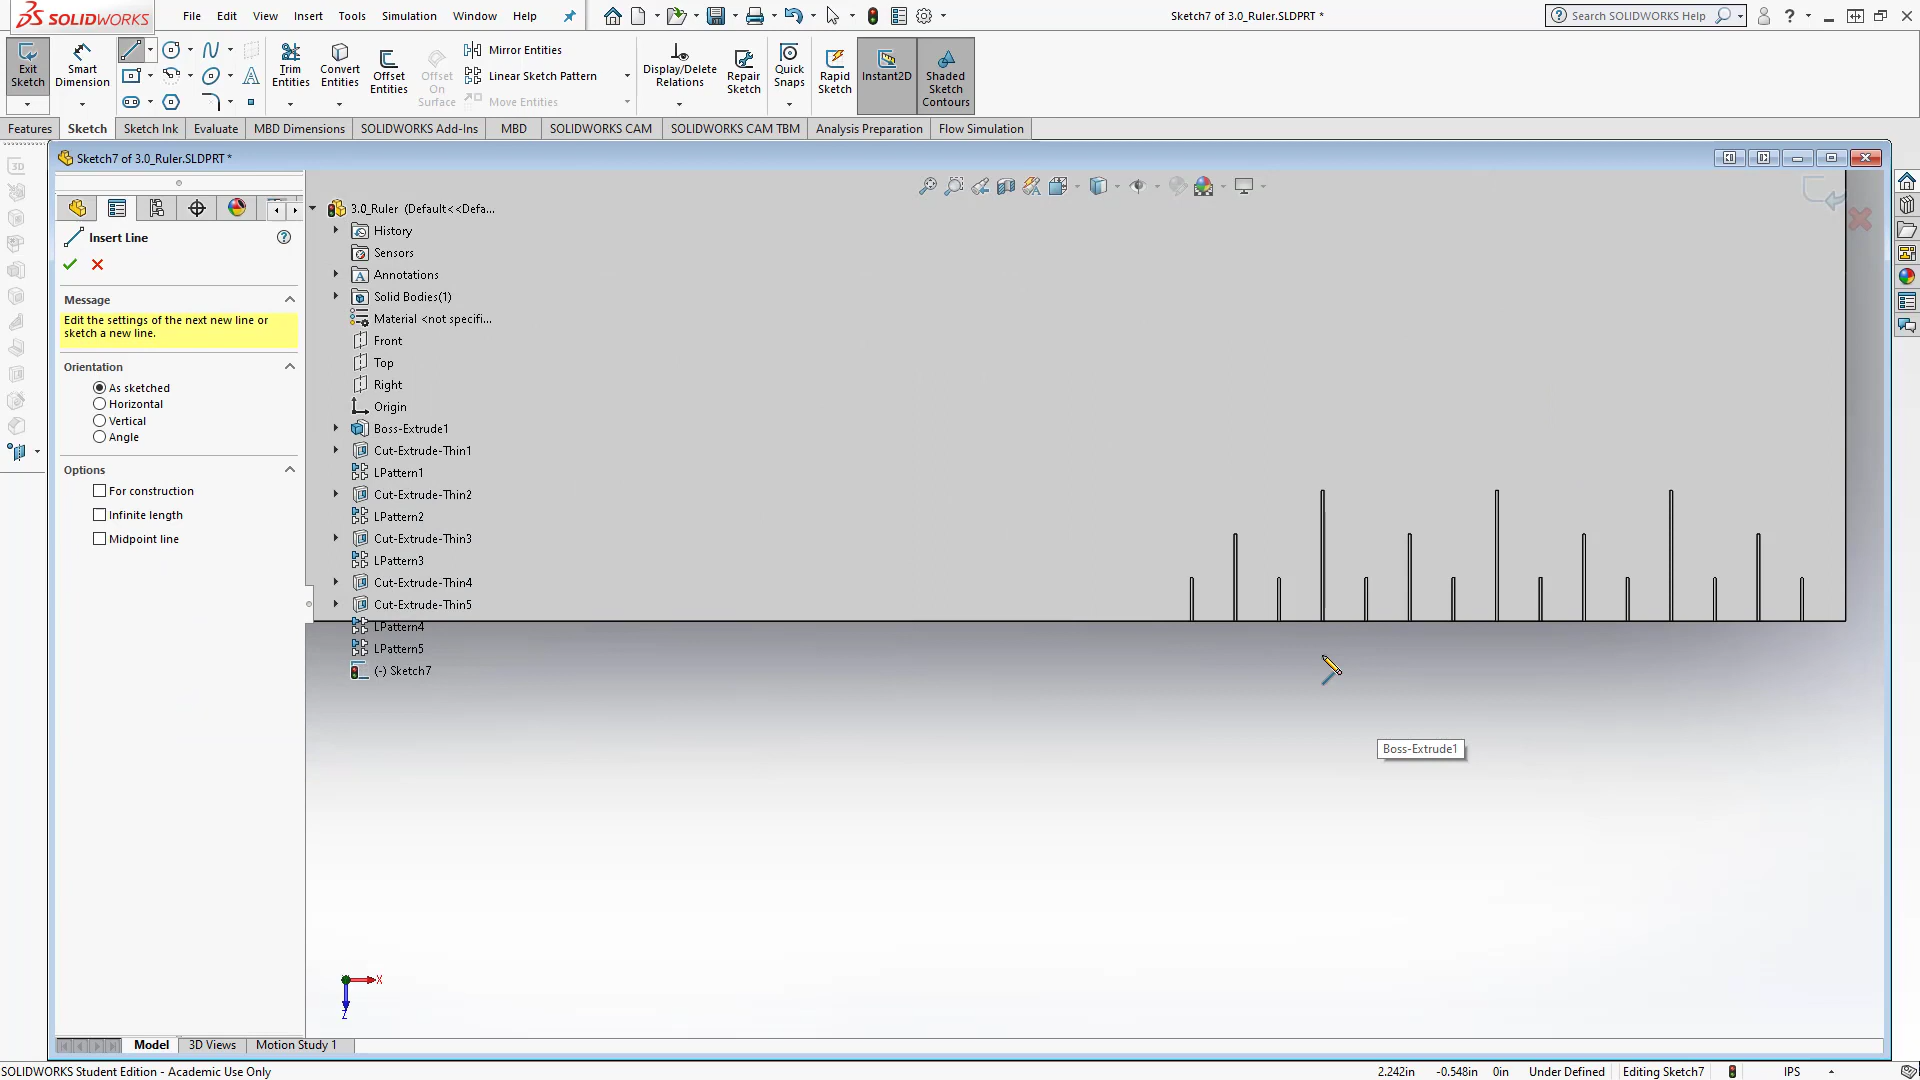 SOLIDWORKS
File Edit View Insert Tools Simulation Window Help
Sketch7 of 3.0_Ruler.SLDPRT *
Search SOLIDWORKS Help
Exit Sketch
Smart Dimension
Trim Entities
Convert Entities
Offset Entities
Offset On Surface
Mirror Entities
Linear Sketch Pattern
Move Entities
Display/Delete Relations
Repair Sketch
Quick Snaps
Rapid Sketch
Instant2D
Shaded Sketch Contours
Features Sketch Sketch Ink Evaluate MBD Dimensions SOLIDWORKS Add-Ins MBD SOLIDWORKS CAM SOLIDWORKS CAM TBM Analysis Preparation Flow Simulation
Sketch7 of 3.0_Ruler.SLDPRT *
Insert Line
Message
Edit the settings of the next new line or
sketch a new line.
Orientation
As sketched
Horizontal
Vertical
Angle
Options
For construction
Infinite length
Midpoint line
3.0_Ruler (Default<<Defa...
History
Sensors
Annotations
Solid Bodies(1)
Material <not specifi...
Front
Top
Right
Origin
Boss-Extrude1
Cut-Extrude-Thin1
LPattern1
Cut-Extrude-Thin2
LPattern2
Cut-Extrude-Thin3
LPattern3
Cut-Extrude-Thin4
Cut-Extrude-Thin5
LPattern4
LPattern5
(-) Sketch7
Boss-Extrude1
X
Z
Model 3D Views Motion Study 1
SOLIDWORKS Student Edition - Academic Use Only
2.242in -0.548in 0in Under Defined Editing Sketch7 IPS